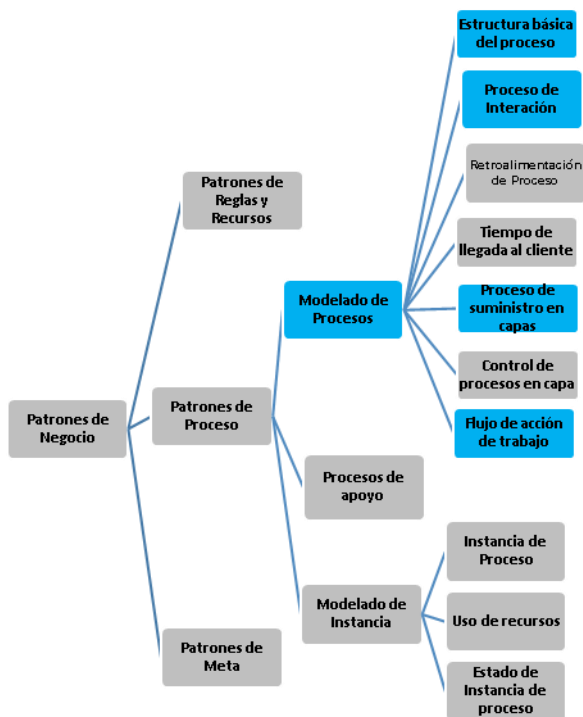 Estructura básica
del proceso
Proceso de
Interación
Retroalimentación
de Proceso
Patrones de
Reglas y
Recursos
Tiempo de
llegada al cliente
Modelado de
Procesos
Proceso de
suministro en
capas
Control de
procesos en capa
Patrones de
Negocio
Patrones de
Proceso
Flujo de acción
de trabajo
Procesos de
apoyo
Instancia de
Proceso
Modelado de
Instancia
Uso de recursos
Patrones de
Meta
Estado de
Instancia de
proceso